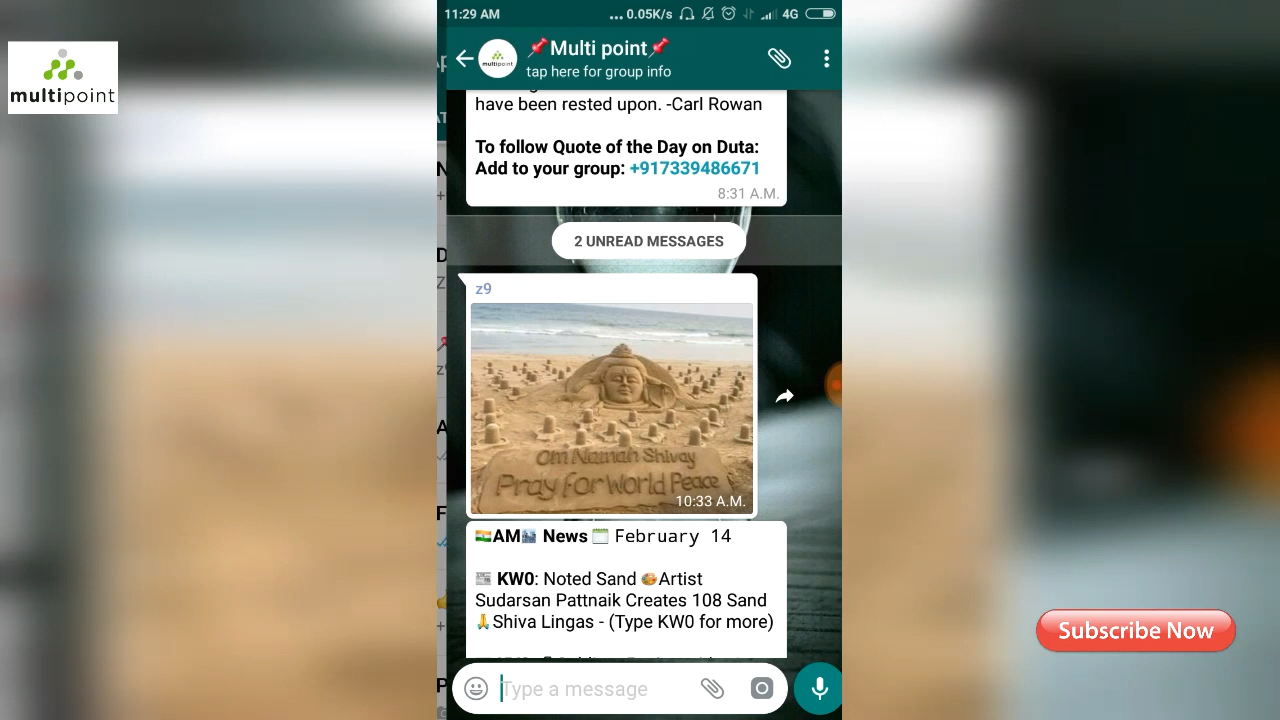 11:29 AM
...0.05K/s
4G
multipoint
📌Multi point📌
tap here for group info
have been rested upon. -Carl Rowan
To follow Quote of the Day on Duta:
Add to your group: +917339486671
8:31 A.M.
2 UNREAD MESSAGES
z9
Om Namah Shivay
Pray For World Peace
10:33 A.M.
🇮🇳AM🌇 News 🗓 February 14
📰 KW0: Noted Sand 🎨Artist
Sudarsan Pattnaik Creates 108 Sand
🙏Shiva Lingas - (Type KW0 for more)
Type a message
multipoint
Subscribe Now